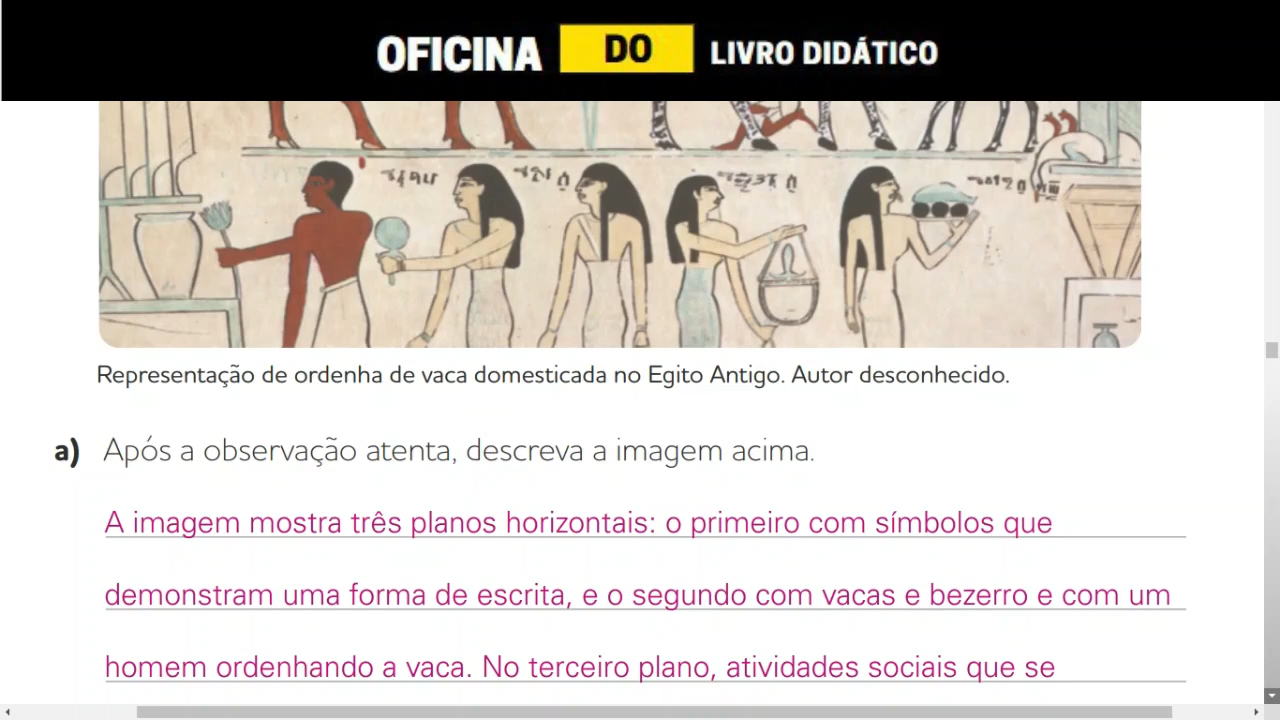 OFICINA DO LIVRO DIDÁTICO
Representação de ordenha de vaca domesticada no Egito Antigo. Autor desconhecido.
a) Após a observação atenta, descreva a imagem acima.
A imagem mostra três planos horizontais: o primeiro com símbolos que
demonstram uma forma de escrita, e o segundo com vacas e bezerro e com um
homem ordenhando a vaca. No terceiro plano, atividades sociais que se